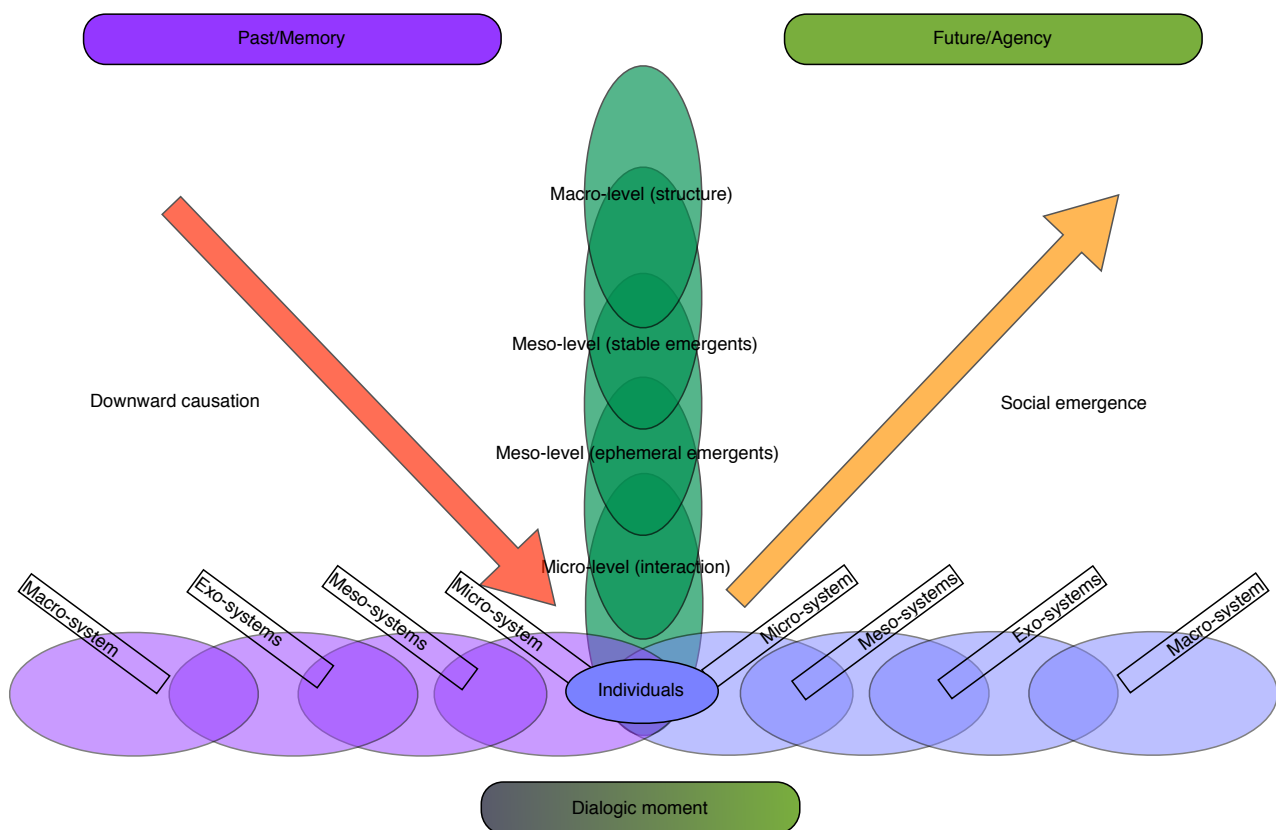 Past/Memory
Future/Agency
Macro-level (structure)
Meso-level (stable emergents)
Downward causation
Social emergence
Meso-level (ephemeral emergents)
Micro-level (interaction)
Macro-system
Exo-systems
Meso-systems
Micro-system
Micro-system
Meso-systems
Exo-systems
Macro-system
Individuals
Dialogic moment